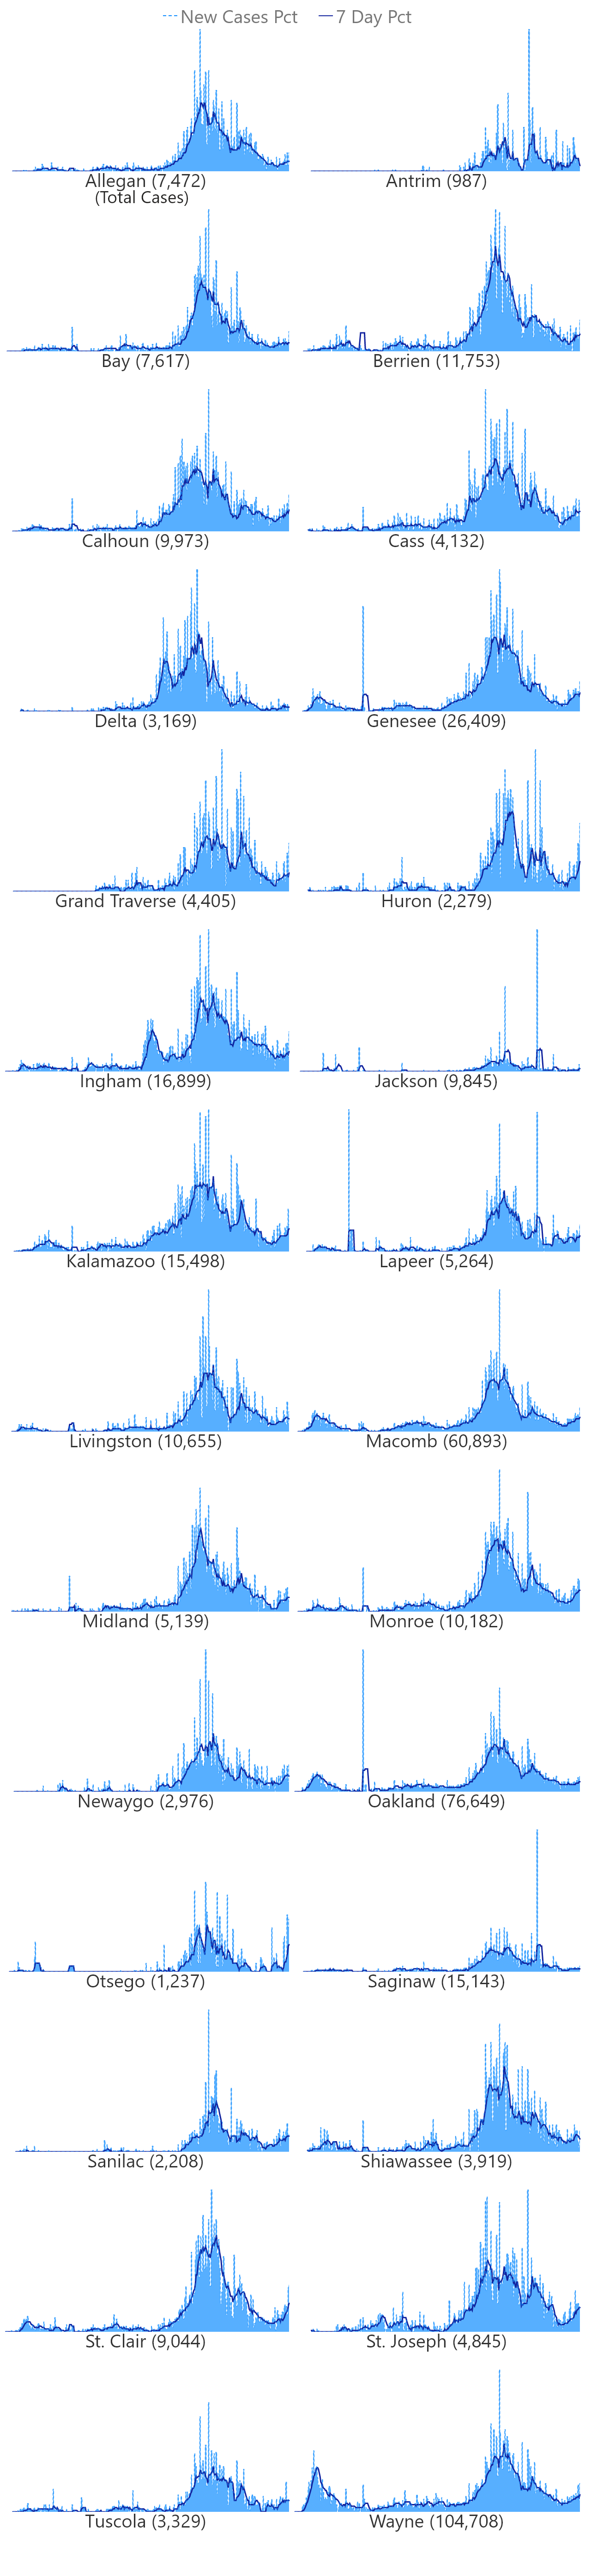 New Cases Pct 7 Day Pct
Allegan (7,472) Antrim (987)
(Total Cases)
Bay (7,617) Berrien (11,753)
Calhoun (9,973) Cass (4,132)
Delta (3,169) Genesee (26,409)
Grand Traverse (4,405) Huron (2,279)
Ingham (16,899) Jackson (9,845)
Kalamazoo (15,498) Lapeer (5,264)
Livingston (10,655) Macomb (60,893)
Midland (5,139) Monroe (10,182)
Newaygo (2,976) Oakland (76,649)
Otsego (1,237) Saginaw (15,143)
Sanilac (2,208) Shiawassee (3,919)
St. Clair (9,044) St. Joseph (4,845)
Tuscola (3,329) Wayne (104,708)